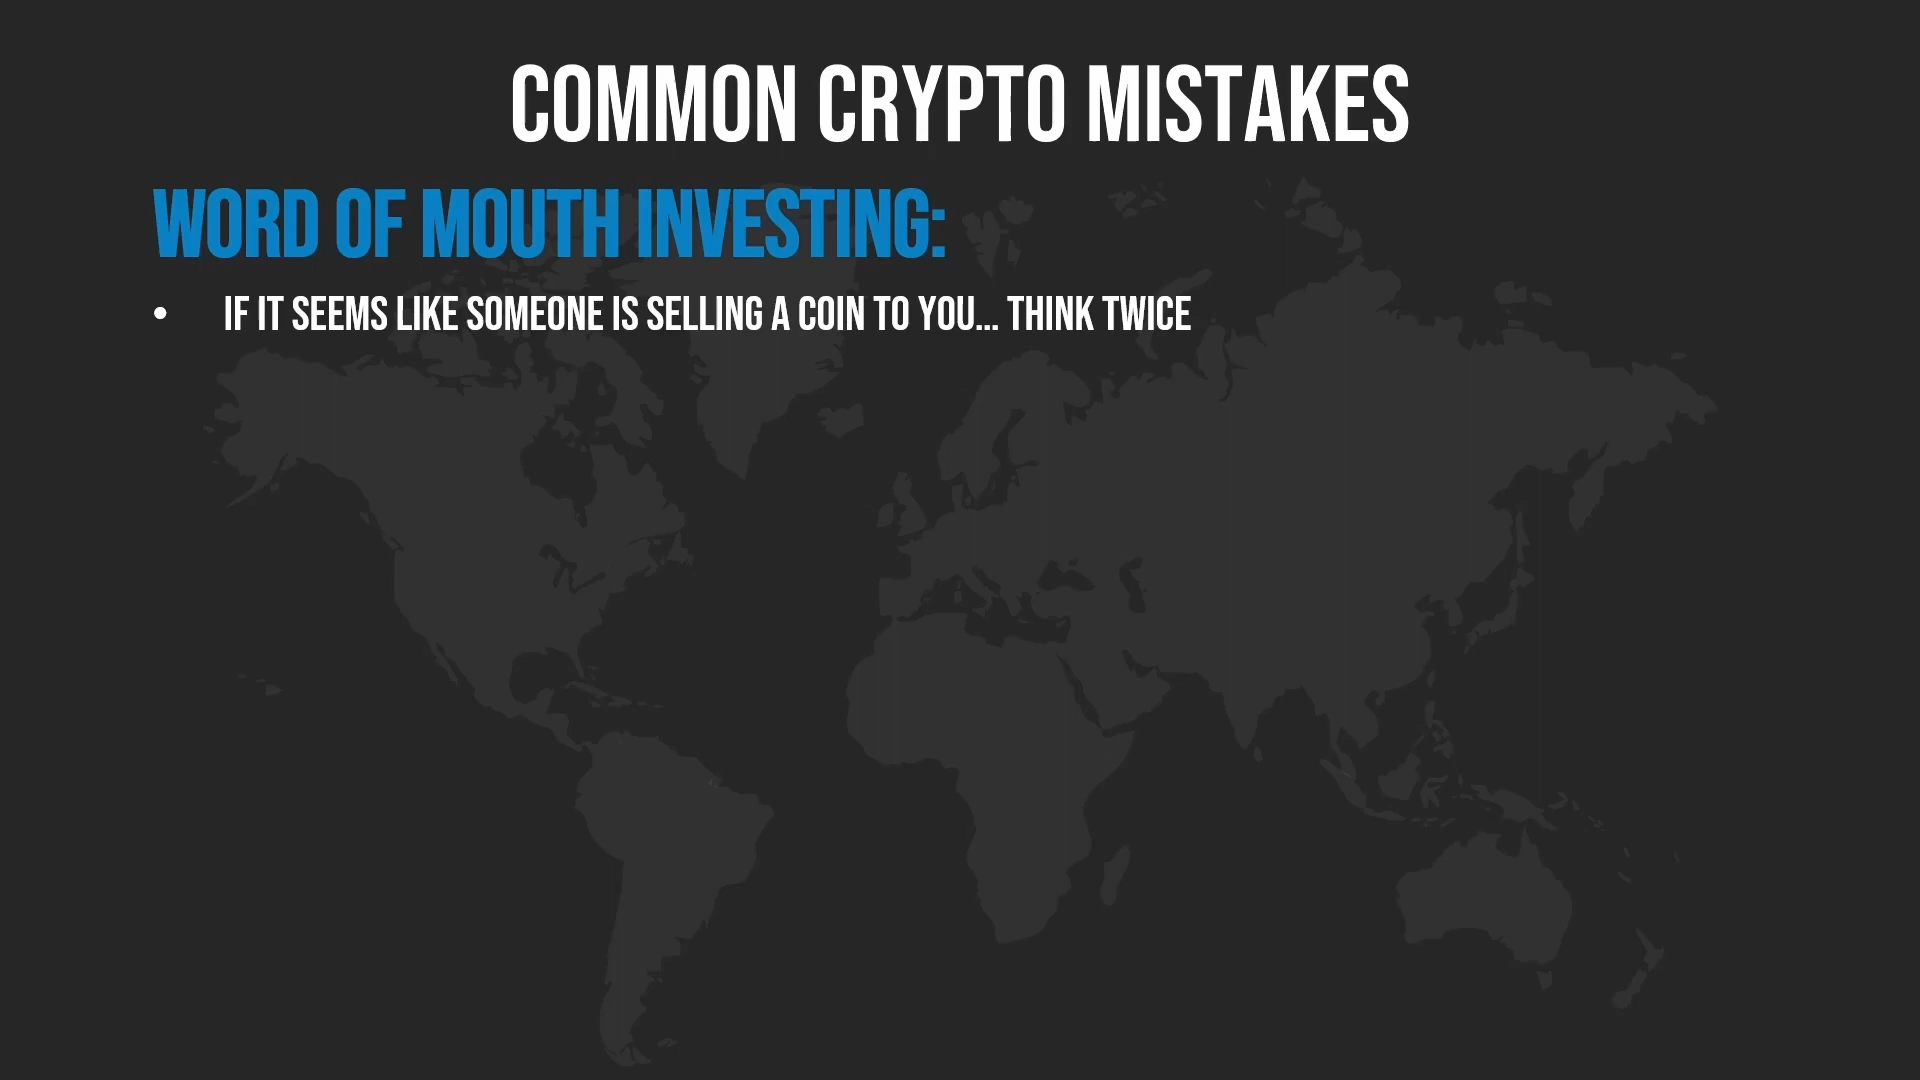 COMMON CRYPTO MISTAKES
WORD OF MOUTH INVESTING:
• IF IT SEEMS LIKE SOMEONE IS SELLING A COIN TO YOU... THINK TWICE